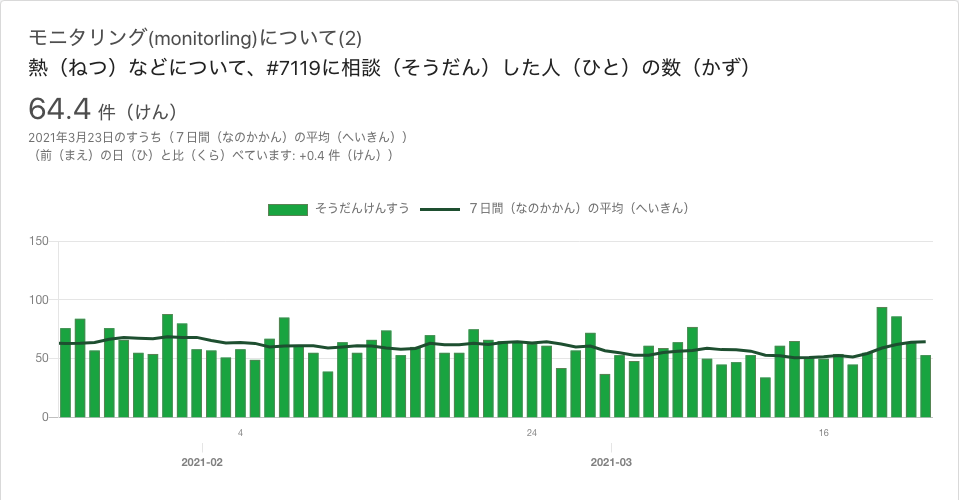 モニタリング(monitorling)について(2)
熱（ねつ）などについて、#7119に相談（そうだん）した人（ひと）の数（かず）
64.4 件（けん）
2021年3月23日のすうち（７日間（なのかかん）の平均（へいきん））
（前（まえ）の日（ひ）と比（くら）べています: +0.4 件（けん））
そうだんけんすう ７日間（なのかかん）の平均（へいきん）
150
100
50
0
4 24 16
2021-02 2021-03